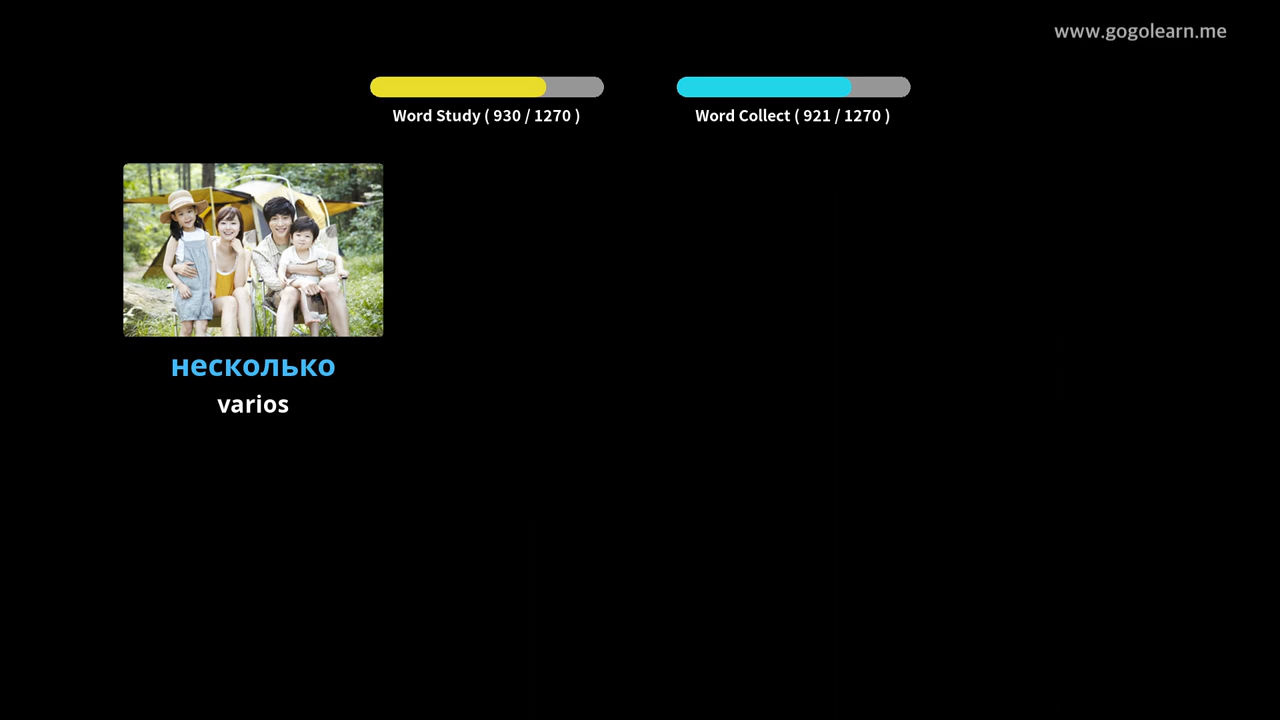 www.gogolearn.me
Word Study ( 930 / 1270 )
Word Collect ( 921 / 1270 )
несколько
varios